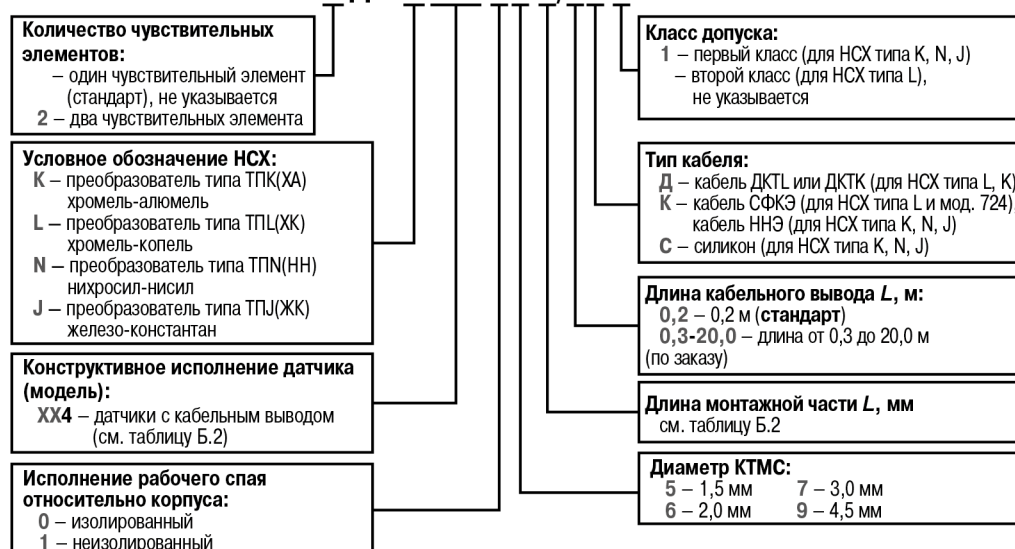 Количество чувствительных
элементов:
– один чувствительный элемент
(стандарт), не указывается
2 – два чувствительных элемента
Условное обозначение НСХ:
K – преобразователь типа ТПК(ХА)
хромель-алюмель
L – преобразователь типа ТПL(ХК)
хромель-копель
N – преобразователь типа ТПN(НН)
нихросил-нисил
J – преобразователь типа ТПJ(ЖК)
железо-константан
Конструктивное исполнение датчика
(модель):
XX4 – датчики с кабельным выводом
(см. таблицу Б.2)
Исполнение рабочего спая
относительно корпуса:
0 – изолированный
1 – неизолированный
Класс допуска:
1 – первый класс (для НСХ типа K, N, J)
– второй класс (для НСХ типа L),
не указывается
Тип кабеля:
Д – кабель ДКТL или ДКТК (для НСХ типа L, K)
К – кабель СФКЭ (для НСХ типа L и мод. 724),
кабель ННЭ (для НСХ типа K, N, J)
С – силикон (для НСХ типа K, N, J)
Длина кабельного вывода L, м:
0,2 – 0,2 м (стандарт)
0,3-20,0 – длина от 0,3 до 20,0 м
(по заказу)
Длина монтажной части L, мм
см. таблицу Б.2
Диаметр КТМС:
5 – 1,5 мм 7 – 3,0 мм
6 – 2,0 мм 9 – 4,5 мм